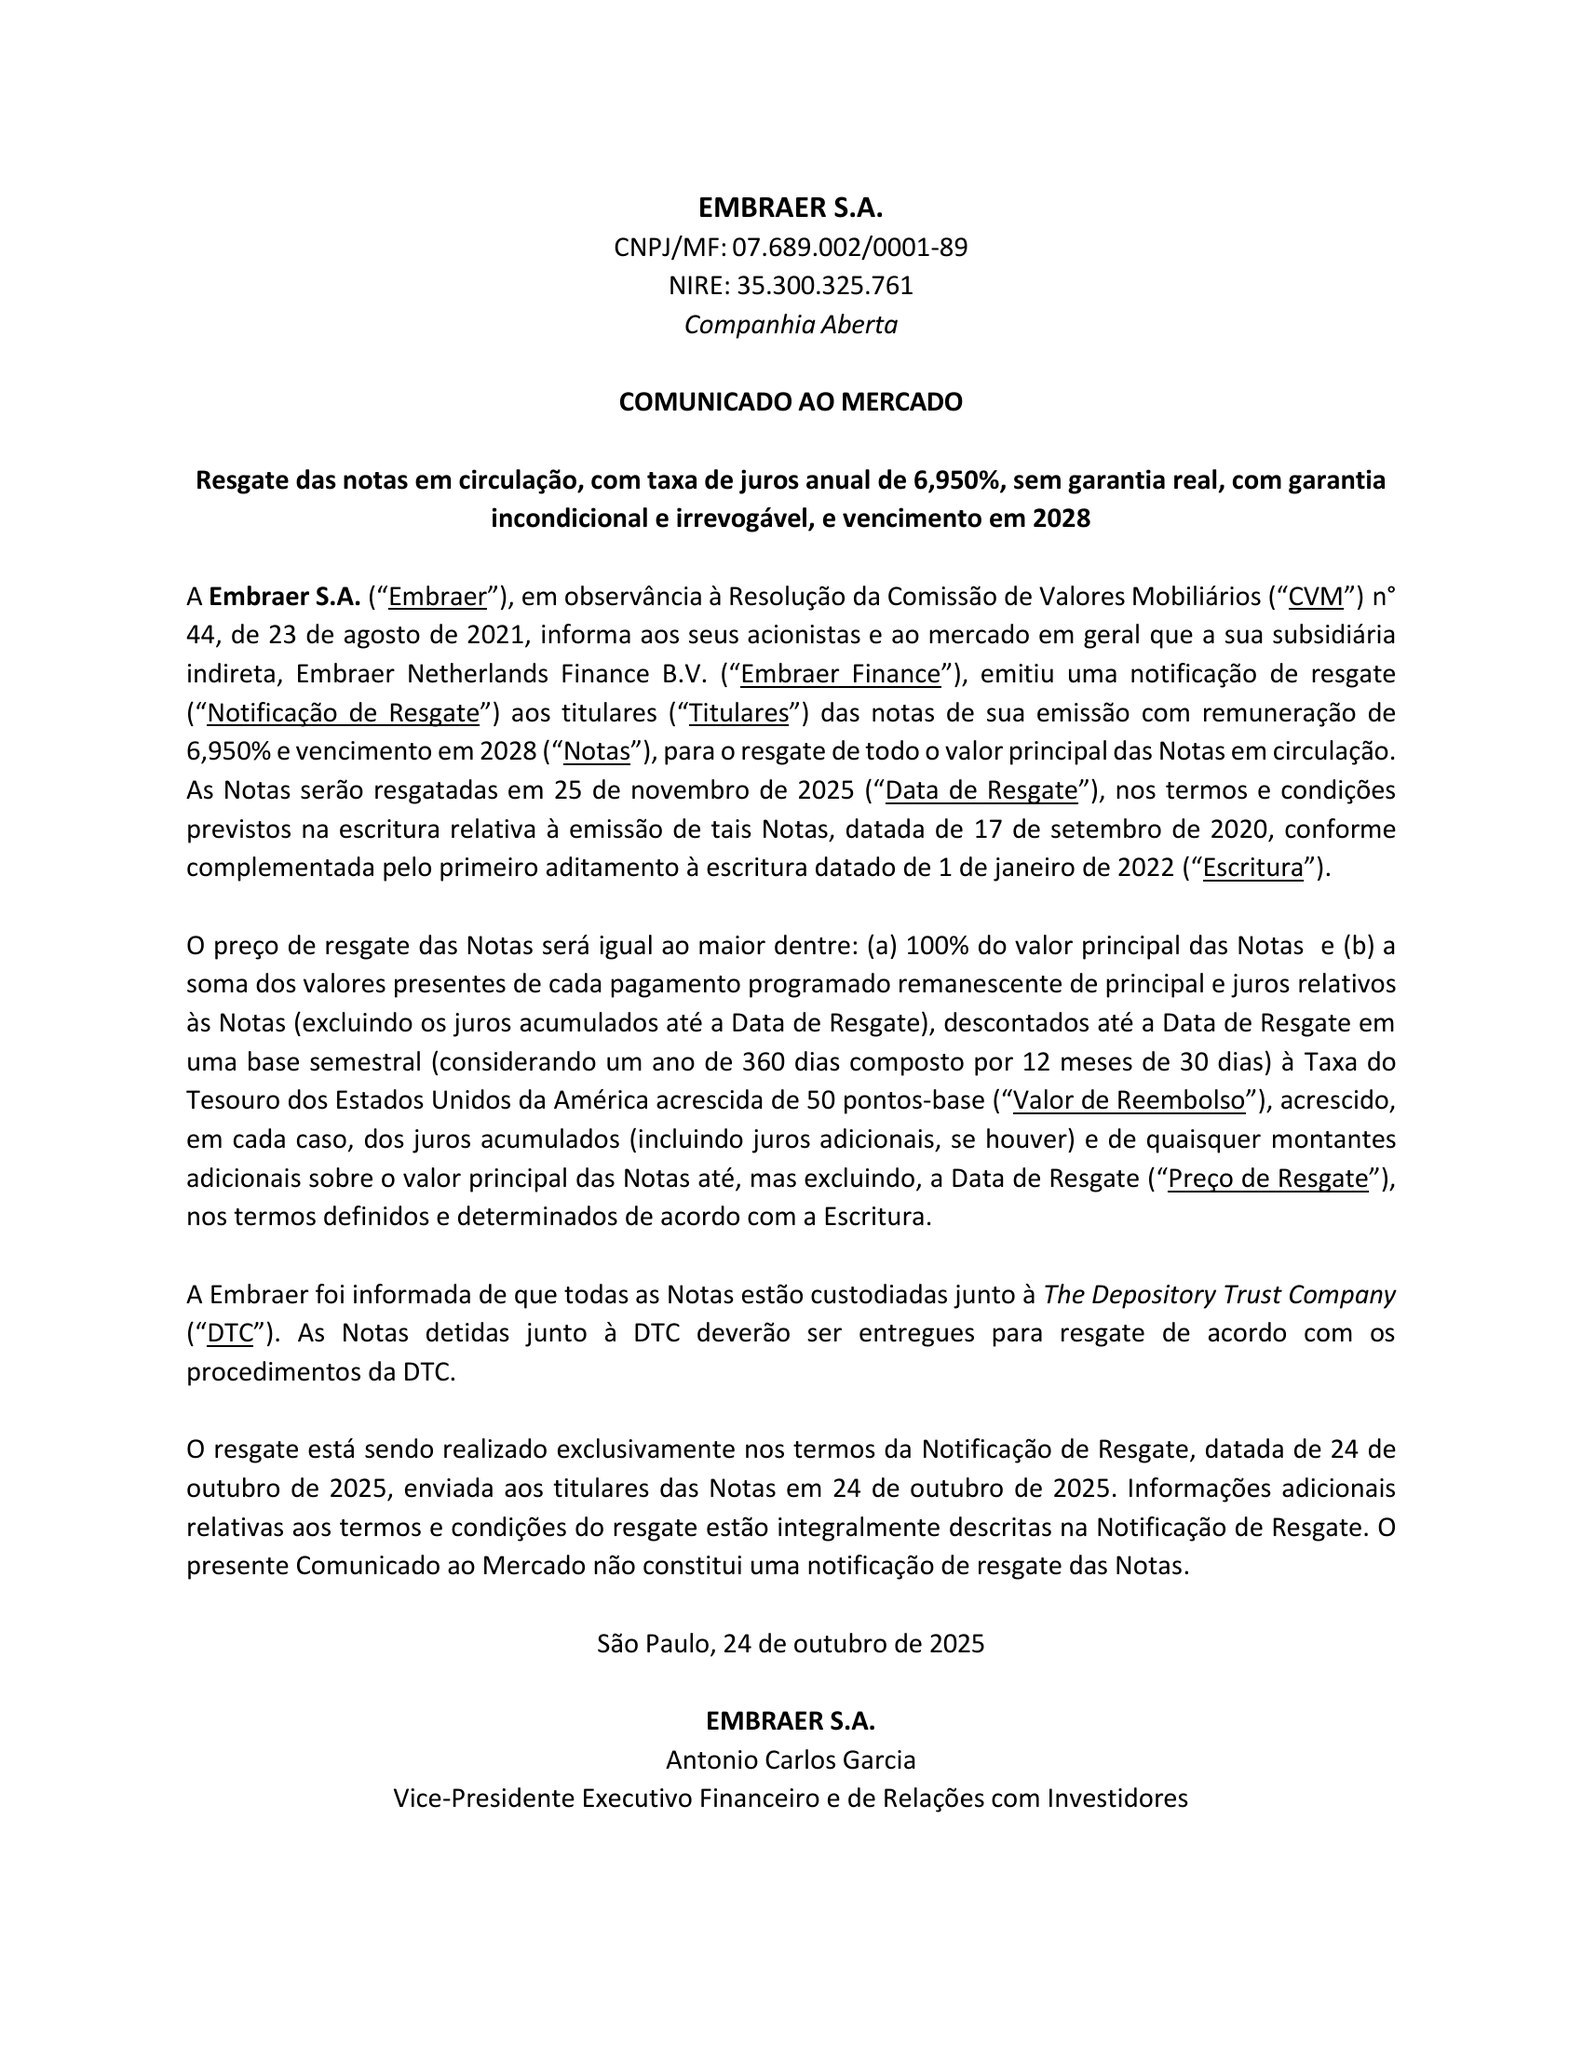 EMBRAER S.A.
CNPJ/MF: 07.689.002/0001-89
NIRE: 35.300.325.761
Companhia Aberta
COMUNICADO AO MERCADO
Resgate das notas em circulação, com taxa de juros anual de 6,950%, sem garantia real, com garantia
incondicional e irrevogável, e vencimento em 2028
A Embraer S.A. (“Embraer”), em observância à Resolução da Comissão de Valores Mobiliários (“CVM”) n°
44, de 23 de agosto de 2021, informa aos seus acionistas e ao mercado em geral que a sua subsidiária
indireta, Embraer Netherlands Finance B.V. (“Embraer Finance”), emitiu uma notificação de resgate
(“Notificação de Resgate”) aos titulares (“Titulares”) das notas de sua emissão com remuneração de
6,950% e vencimento em 2028 (“Notas”), para o resgate de todo o valor principal das Notas em circulação.
As Notas serão resgatadas em 25 de novembro de 2025 (“Data de Resgate”), nos termos e condições
previstos na escritura relativa à emissão de tais Notas, datada de 17 de setembro de 2020, conforme
complementada pelo primeiro aditamento à escritura datado de 1 de janeiro de 2022 (“Escritura”).
O preço de resgate das Notas será igual ao maior dentre: (a) 100% do valor principal das Notas  e (b) a
soma dos valores presentes de cada pagamento programado remanescente de principal e juros relativos
às Notas (excluindo os juros acumulados até a Data de Resgate), descontados até a Data de Resgate em
uma base semestral (considerando um ano de 360 dias composto por 12 meses de 30 dias) à Taxa do
Tesouro dos Estados Unidos da América acrescida de 50 pontos-base (“Valor de Reembolso”), acrescido,
em cada caso, dos juros acumulados (incluindo juros adicionais, se houver) e de quaisquer montantes
adicionais sobre o valor principal das Notas até, mas excluindo, a Data de Resgate (“Preço de Resgate”),
nos termos definidos e determinados de acordo com a Escritura.
A Embraer foi informada de que todas as Notas estão custodiadas junto à The Depository Trust Company
(“DTC”). As Notas detidas junto à DTC deverão ser entregues para resgate de acordo com os
procedimentos da DTC.
O resgate está sendo realizado exclusivamente nos termos da Notificação de Resgate, datada de 24 de
outubro de 2025, enviada aos titulares das Notas em 24 de outubro de 2025. Informações adicionais
relativas aos termos e condições do resgate estão integralmente descritas na Notificação de Resgate. O
presente Comunicado ao Mercado não constitui uma notificação de resgate das Notas.
São Paulo, 24 de outubro de 2025
EMBRAER S.A.
Antonio Carlos Garcia
Vice-Presidente Executivo Financeiro e de Relações com Investidores